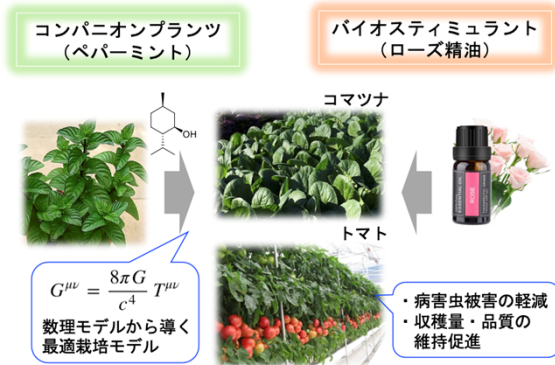 コンパニオンプランツ
（ペパーミント）
バイオスティミュラント
（ローズ精油）
OH
コマツナ
ROSE
トマト
G^{μν} = \frac{8πG}{c^4} T^{μν}
数理モデルから導く
最適栽培モデル
・病害虫被害の軽減
・収穫量・品質の
維持促進